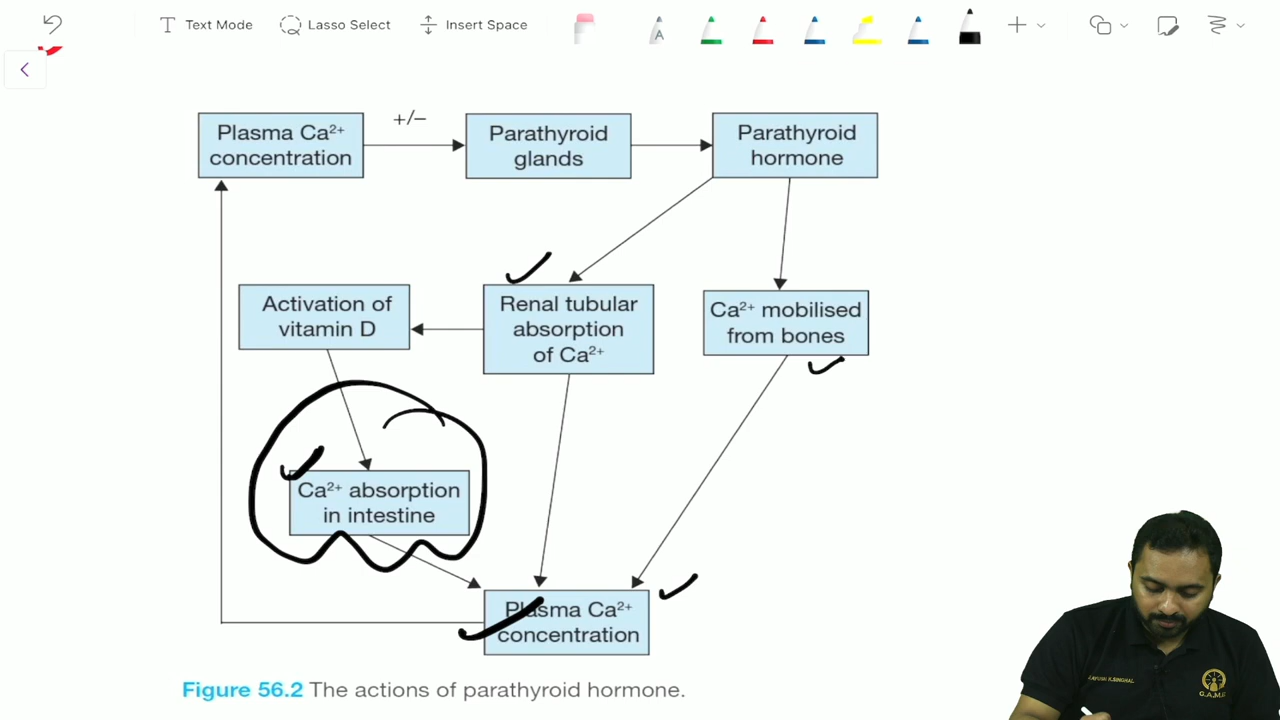 Text Mode
Lasso Select
Insert Space
A
Plasma Ca²⁺
concentration
+/−
Parathyroid
glands
Parathyroid
hormone
Activation of
vitamin D
Renal tubular
absorption
of Ca²⁺
Ca²⁺ mobilised
from bones
Ca²⁺ absorption
in intestine
Plasma Ca²⁺
concentration
Figure 56.2 The actions of parathyroid hormone.
G.A.M.S